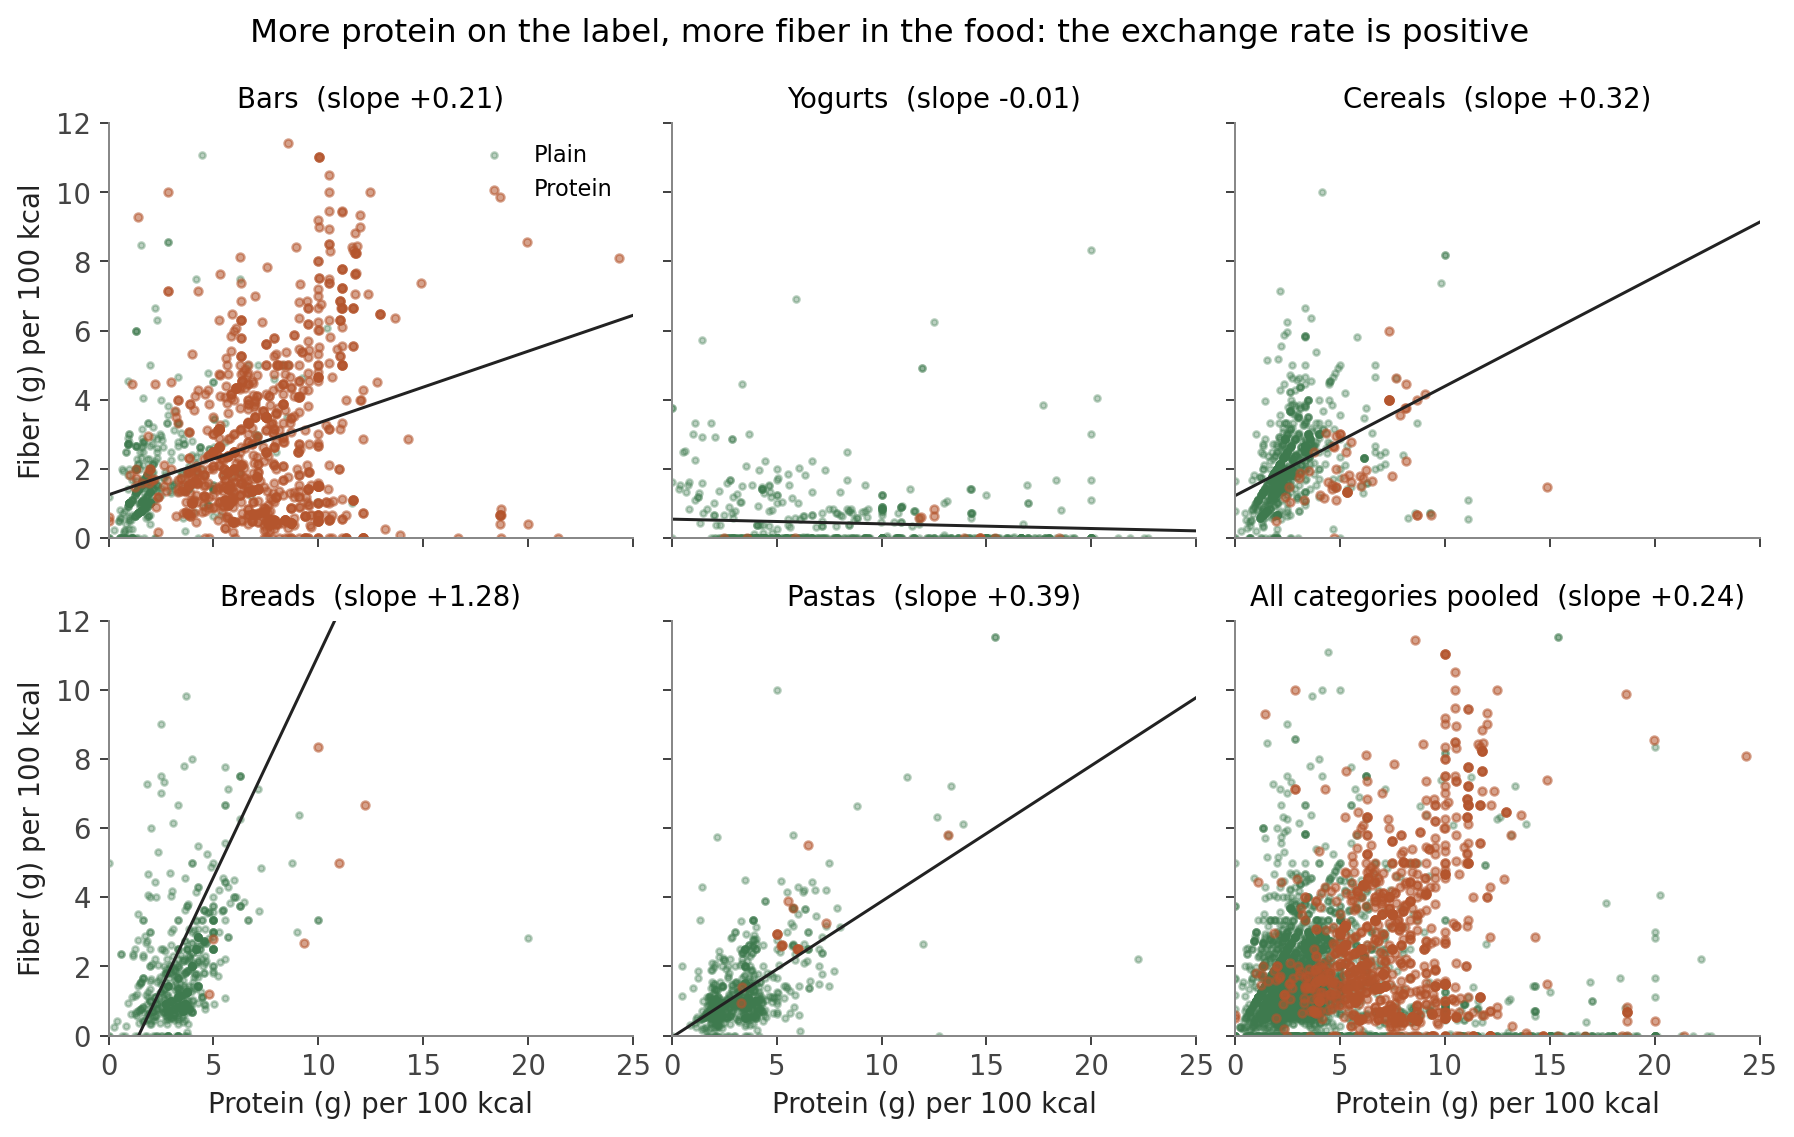 More protein on the label, more fiber in the food: the exchange rate is positive
Bars (slope +0.21)
Yogurts (slope -0.01)
Cereals (slope +0.32)
Fiber (g) per 100 kcal
12
10
8
6
4
2
0
Plain
Protein
Breads (slope +1.28)
Pastas (slope +0.39)
All categories pooled (slope +0.24)
Fiber (g) per 100 kcal
12
10
8
6
4
2
0
0 5 10 15 20 25
0 5 10 15 20 25
0 5 10 15 20 25
Protein (g) per 100 kcal
Protein (g) per 100 kcal
Protein (g) per 100 kcal